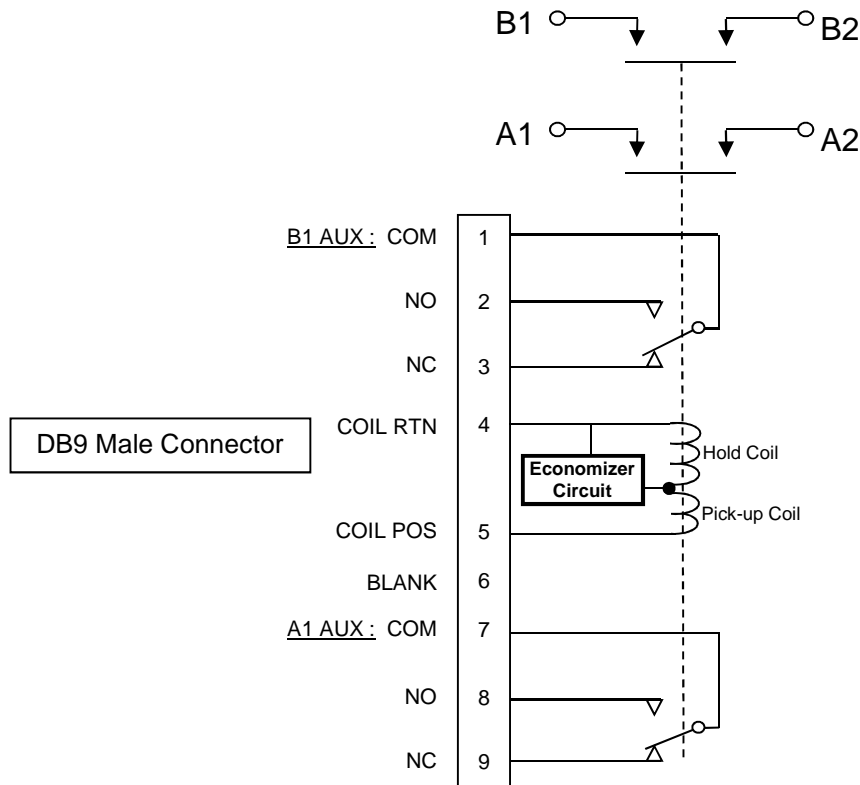 B1 B2
A1 A2
B1 AUX : COM 1
NO 2
NC 3
COIL RTN 4
DB9 Male Connector
Hold Coil
Economizer
Circuit
Pick-up Coil
COIL POS 5
BLANK 6
A1 AUX : COM 7
NO 8
NC 9